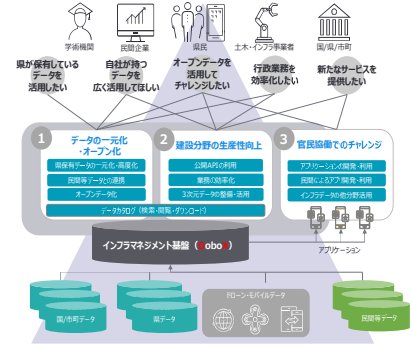 学術機関
民間企業
県民
土木・インフラ事業者
国/県/市町
県が保有している
データを
活用したい
自社が持つ
データを
広く活用してほしい
オープンデータを
活用して
チャレンジしたい
行政業務を
効率化したい
新たなサービスを
提供したい
1
データの一元化
・オープン化
県保有データの一元化・高度化
民間等データとの連携
オープンデータ化
2
建設分野の生産性向上
公開APIの利用
業務の効率化
3次元データの整備・活用
3
官民協働でのチャレンジ
アプリケーションの開発・利用
民間によるアプリ開発・利用
インフラデータの他分野活用
データカタログ(検索・閲覧・ダウンロード)
インフラマネジメント基盤(DoboX)
アプリケーション
国/市町データ
県データ
ドローン・モバイルデータ
民間等データ